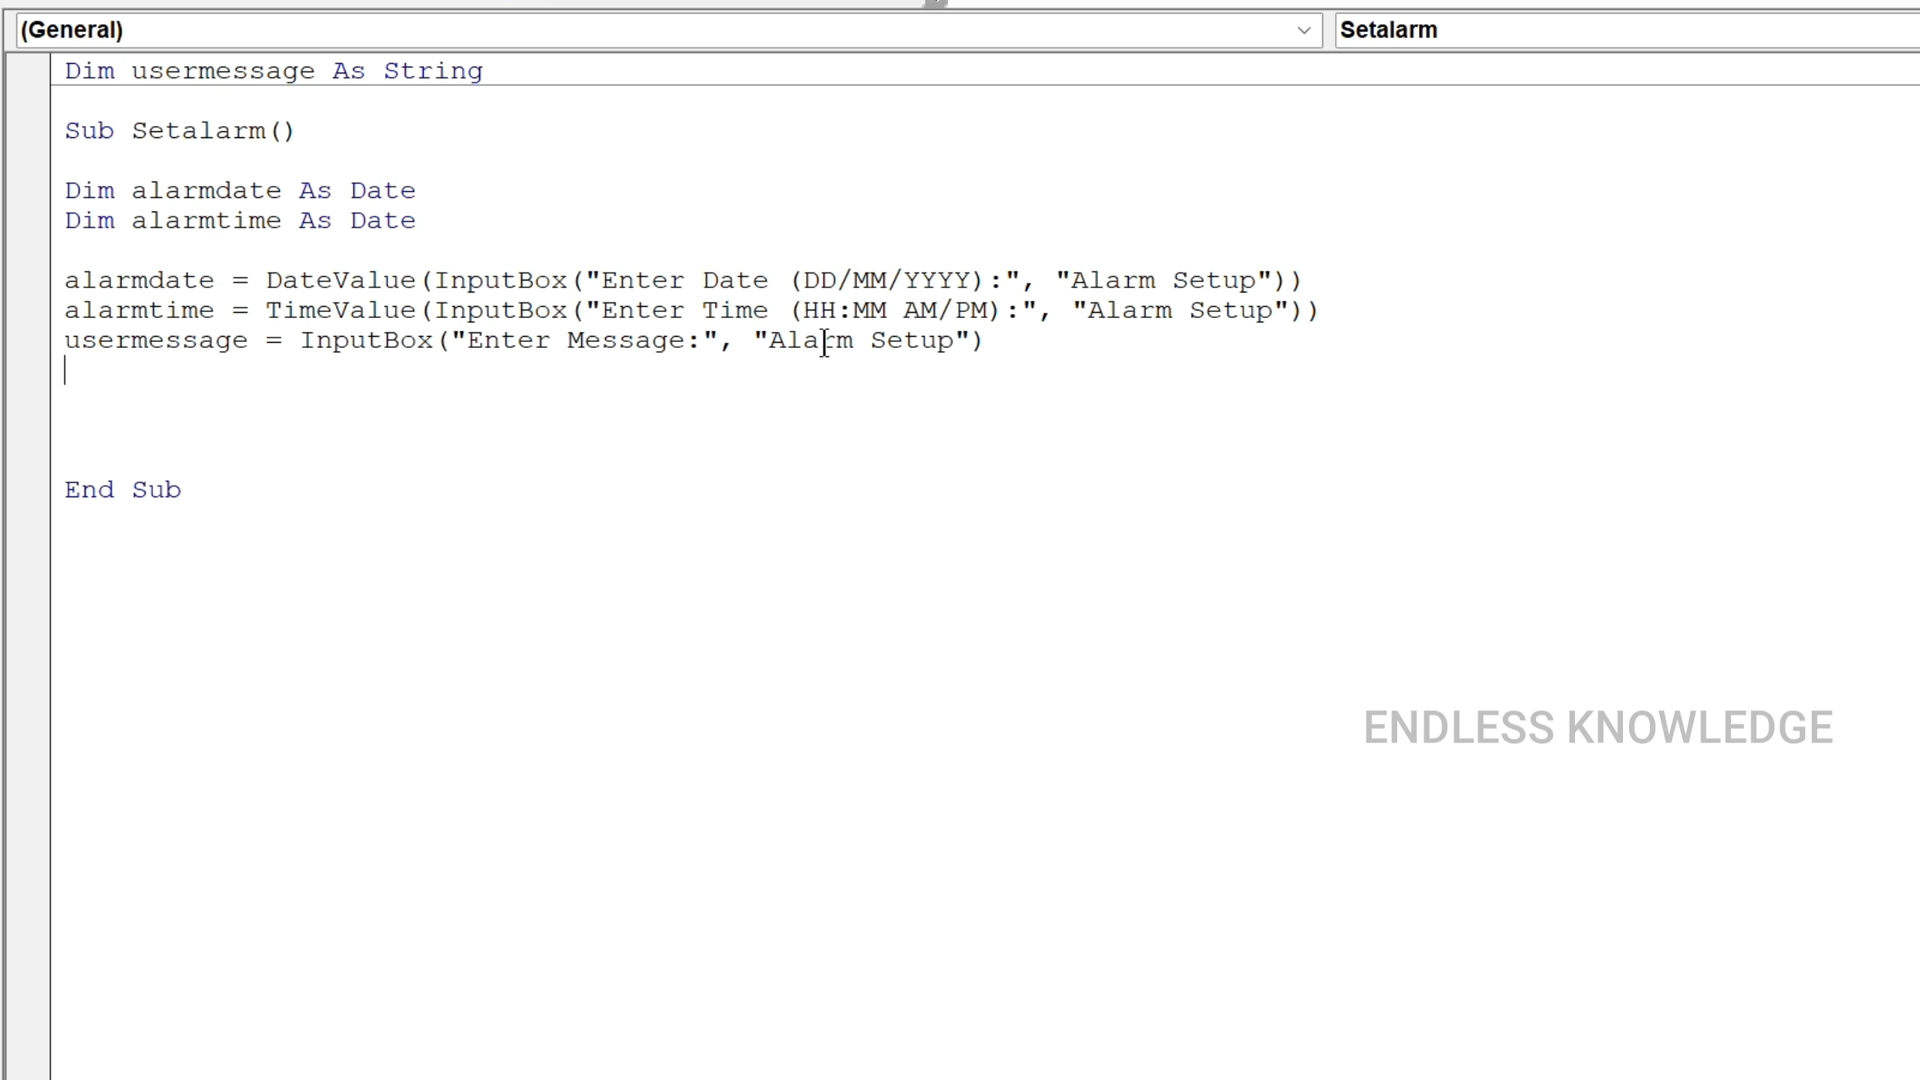 (General)
Setalarm
Dim usermessage As String
Sub Setalarm()
Dim alarmdate As Date
Dim alarmtime As Date
alarmdate = DateValue(InputBox("Enter Date (DD/MM/YYYY):", "Alarm Setup"))
alarmtime = TimeValue(InputBox("Enter Time (HH:MM AM/PM):", "Alarm Setup"))
usermessage = InputBox("Enter Message:", "Alarm Setup")
End Sub
ENDLESS KNOWLEDGE